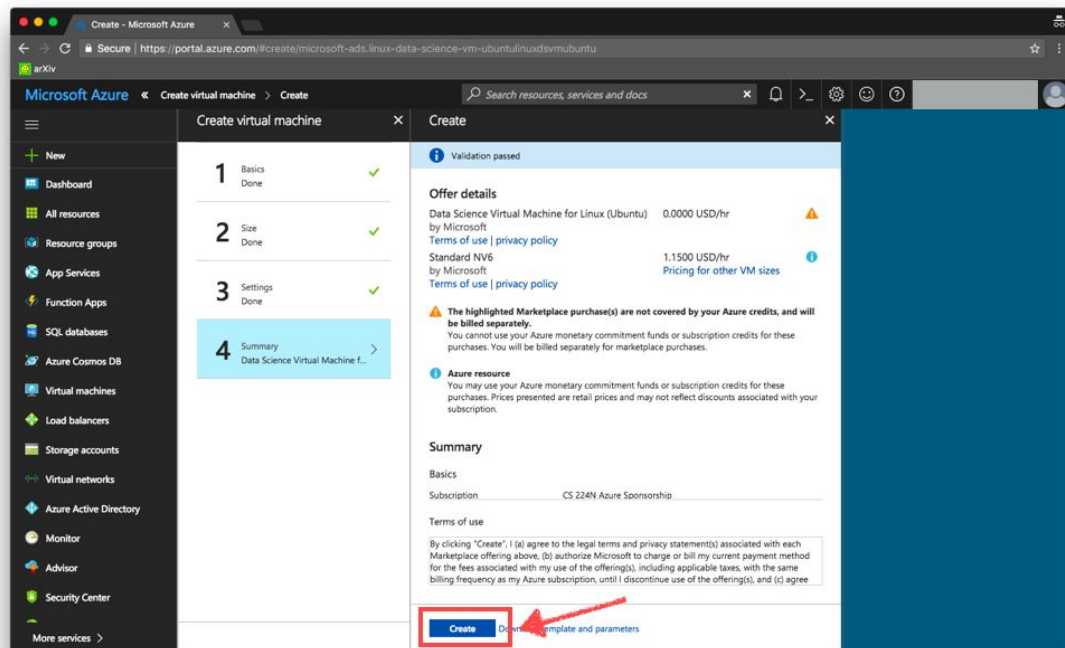 Create - Microsoft Azure
Secure | https://portal.azure.com/#create/microsoft-ads.linux-data-science-vm-ubuntulinuxdsvmubuntu
arXiv
Microsoft Azure « Create virtual machine > Create
Search resources, services and docs
New
Dashboard
All resources
Resource groups
App Services
Function Apps
SQL databases
Azure Cosmos DB
Virtual machines
Load balancers
Storage accounts
Virtual networks
Azure Active Directory
Monitor
Advisor
Security Center
More services >
Create virtual machine
1 Basics
Done
2 Size
Done
3 Settings
Done
4 Summary
Data Science Virtual Machine f...
Create
Validation passed
Offer details
Data Science Virtual Machine for Linux (Ubuntu) 0.0000 USD/hr
by Microsoft
Terms of use | privacy policy
Standard NV6 1.1500 USD/hr
by Microsoft Pricing for other VM sizes
Terms of use | privacy policy
The highlighted Marketplace purchase(s) are not covered by your Azure credits, and will
be billed separately.
You cannot use your Azure monetary commitment funds or subscription credits for these
purchases. You will be billed separately for marketplace purchases.
Azure resource
You may use your Azure monetary commitment funds or subscription credits for these
purchases. Prices presented are retail prices and may not reflect discounts associated with your
subscription.
Summary
Basics
Subscription CS 224N Azure Sponsorship
Terms of use
By clicking "Create", I (a) agree to the legal terms and privacy statement(s) associated with each
Marketplace offering above, (b) authorize Microsoft to charge or bill my current payment method
for the fees associated with my use of the offering(s), including applicable taxes, with the same
billing frequency as my Azure subscription, until I discontinue use of the offering(s), and (c) agree
Create template and parameters